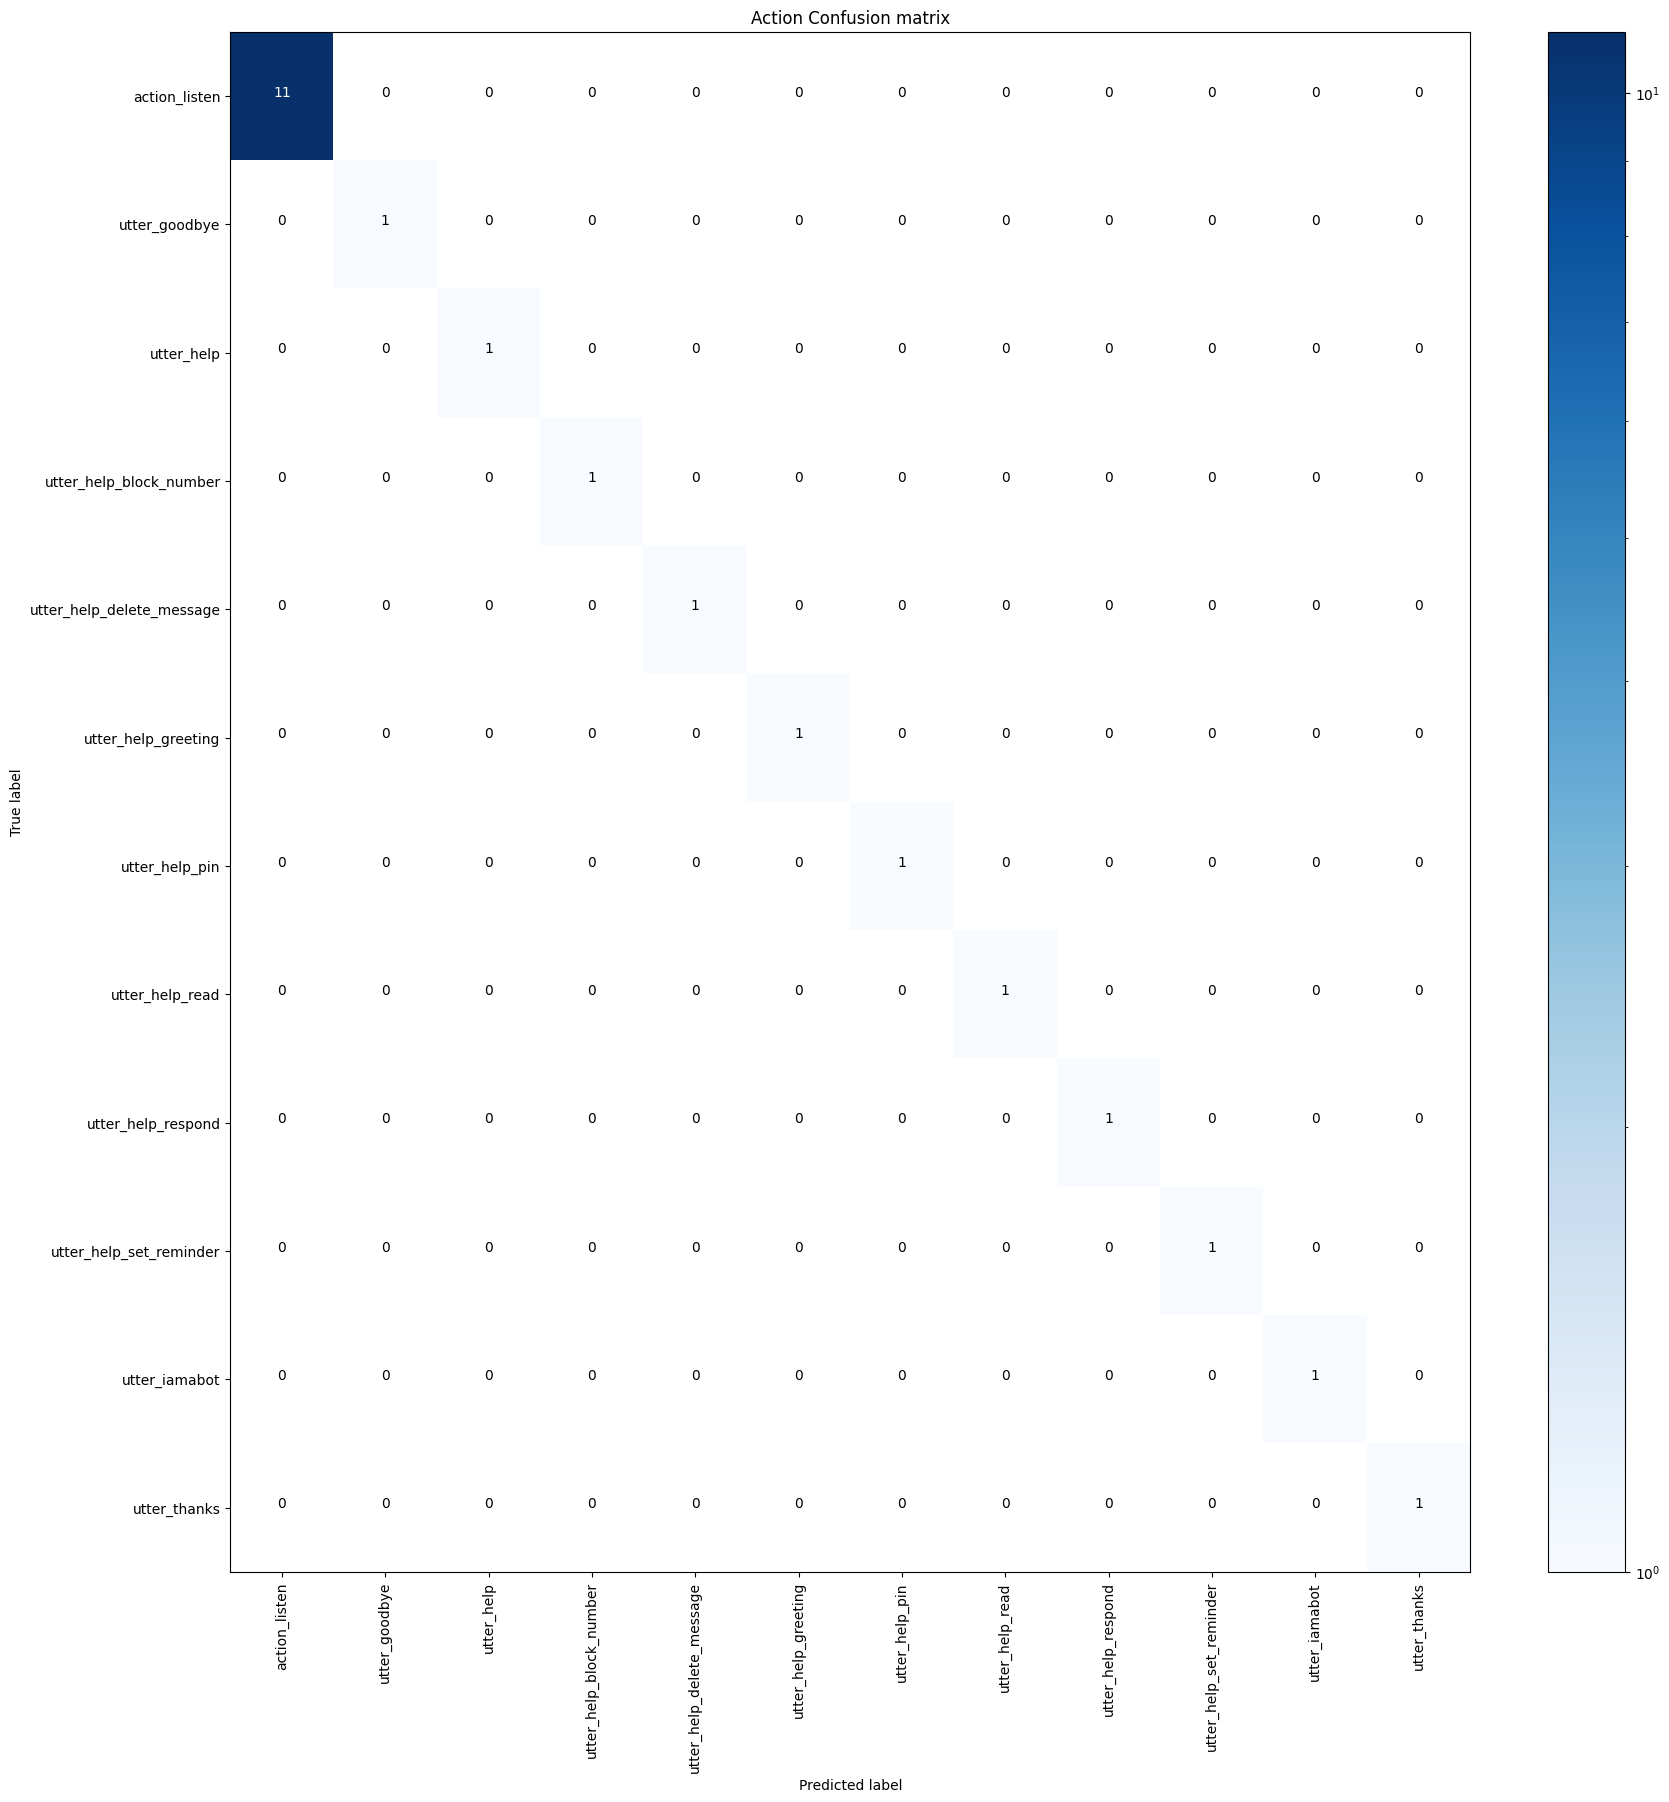 Action Confusion matrix
action_listen 11 0 0 0 0 0 0 0 0 0 0 0
utter_goodbye 0 1 0 0 0 0 0 0 0 0 0 0
utter_help 0 0 1 0 0 0 0 0 0 0 0 0
utter_help_block_number 0 0 0 1 0 0 0 0 0 0 0 0
utter_help_delete_message 0 0 0 0 1 0 0 0 0 0 0 0
utter_help_greeting 0 0 0 0 0 1 0 0 0 0 0 0
utter_help_pin 0 0 0 0 0 0 1 0 0 0 0 0
utter_help_read 0 0 0 0 0 0 0 1 0 0 0 0
utter_help_respond 0 0 0 0 0 0 0 0 1 0 0 0
utter_help_set_reminder 0 0 0 0 0 0 0 0 0 1 0 0
utter_iamabot 0 0 0 0 0 0 0 0 0 0 1 0
utter_thanks 0 0 0 0 0 0 0 0 0 0 0 1
True label
action_listen
utter_goodbye
utter_help
utter_help_block_number
utter_help_delete_message
utter_help_greeting
utter_help_pin
utter_help_read
utter_help_respond
utter_help_set_reminder
utter_iamabot
utter_thanks
Predicted label
10¹
10⁰